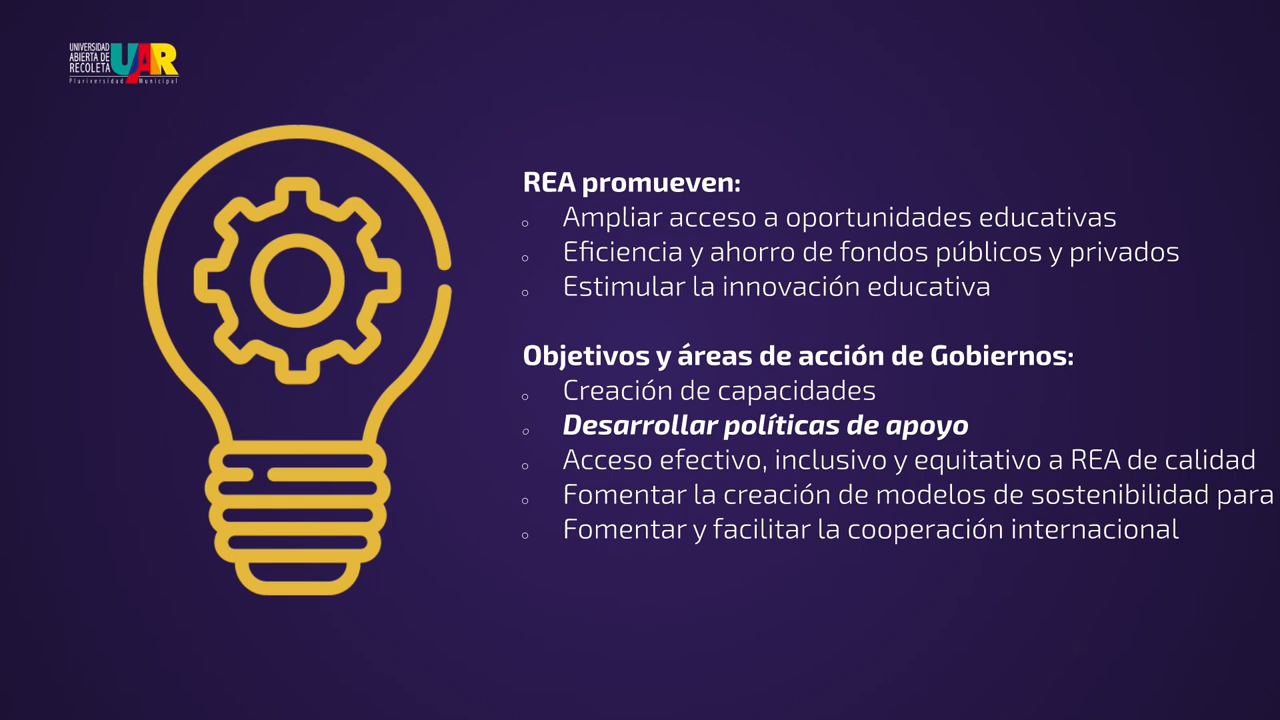 UNIVERSIDAD
ABIERTA DE
RECOLETA
UAR
Pluriversidad Municipal
REA promueven:
Ampliar acceso a oportunidades educativas
Eficiencia y ahorro de fondos públicos y privados
Estimular la innovación educativa
Objetivos y áreas de acción de Gobiernos:
Creación de capacidades
Desarrollar políticas de apoyo
Acceso efectivo, inclusivo y equitativo a REA de calidad
Fomentar la creación de modelos de sostenibilidad para
Fomentar y facilitar la cooperación internacional